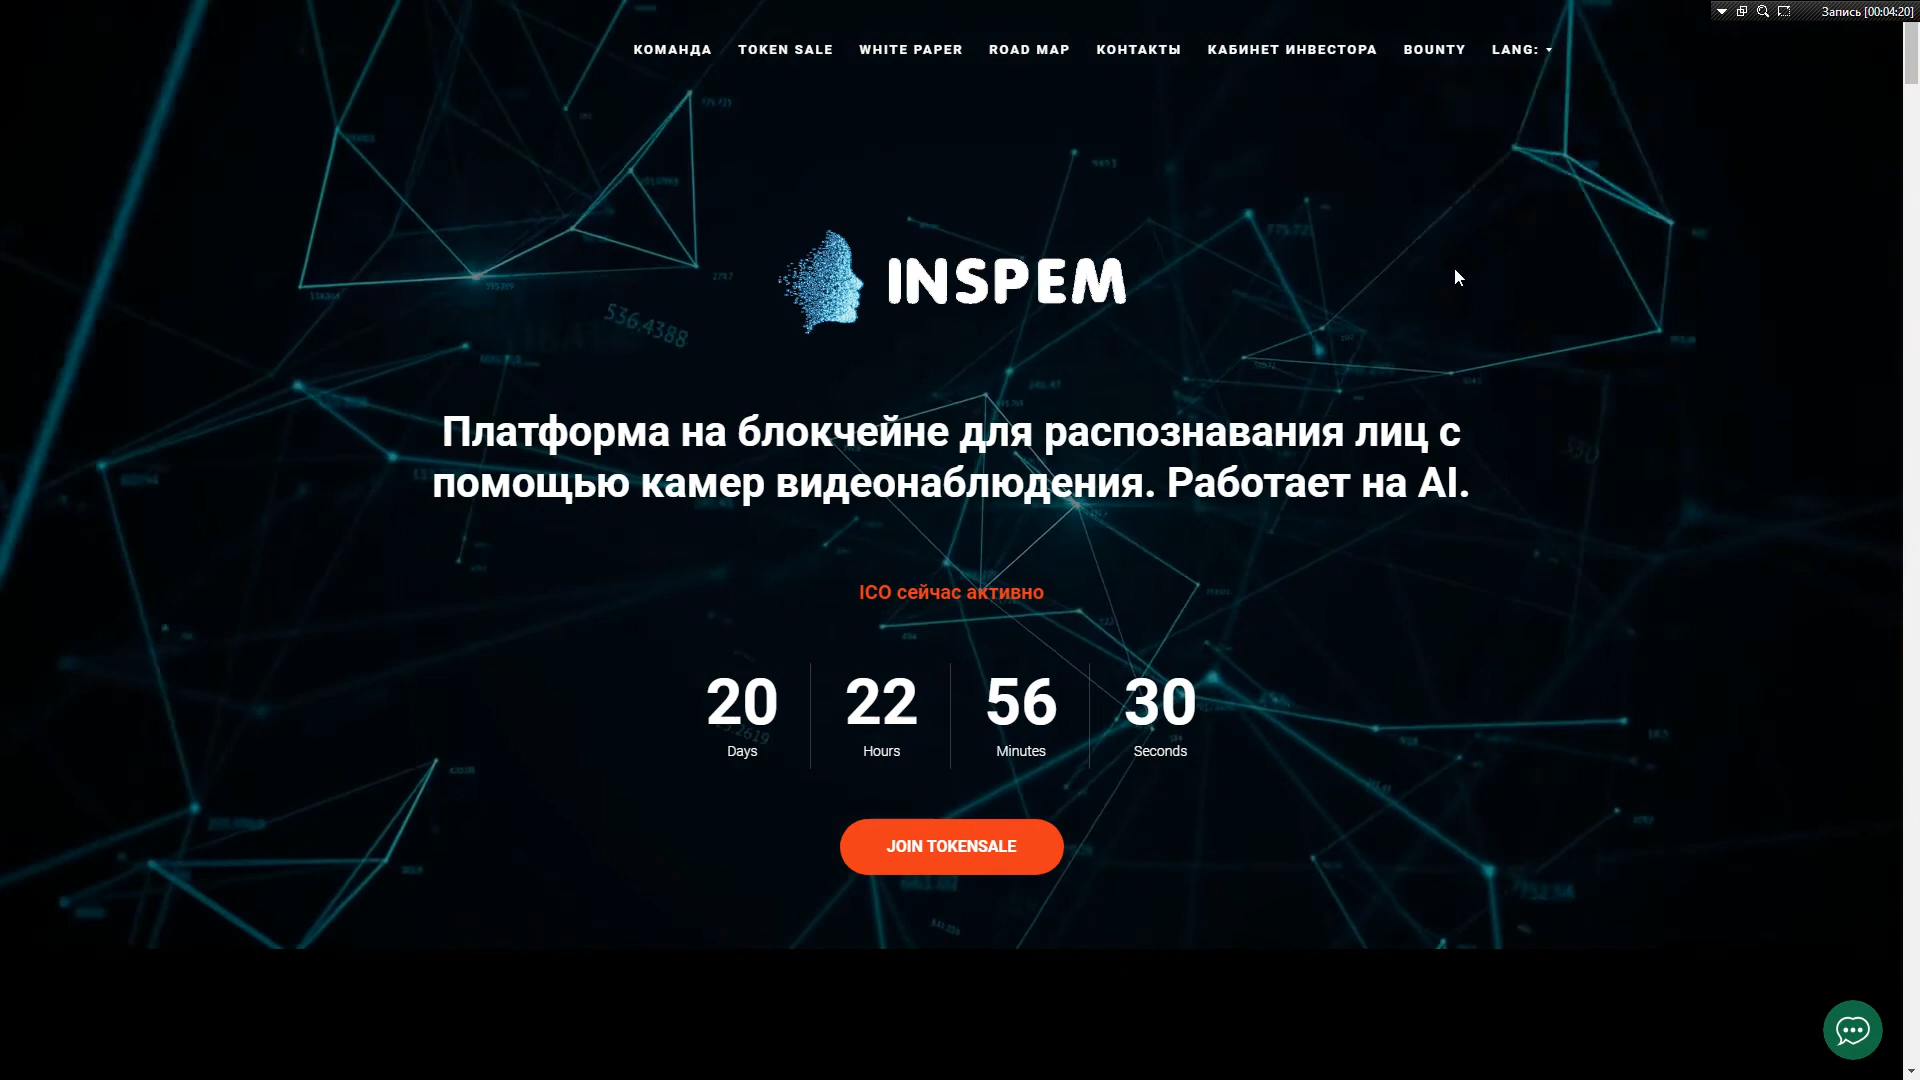 Запись [00:04:20]
КОМАНДА TOKEN SALE WHITE PAPER ROAD MAP КОНТАКТЫ КАБИНЕТ ИНВЕСТОРА BOUNTY LANG:
INSPEM
536.4388
Платформа на блокчейне для распознавания лиц с
помощью камер видеонаблюдения. Работает на AI.
ICO сейчас активно
20 22 56 30
Days Hours Minutes Seconds
JOIN TOKENSALE